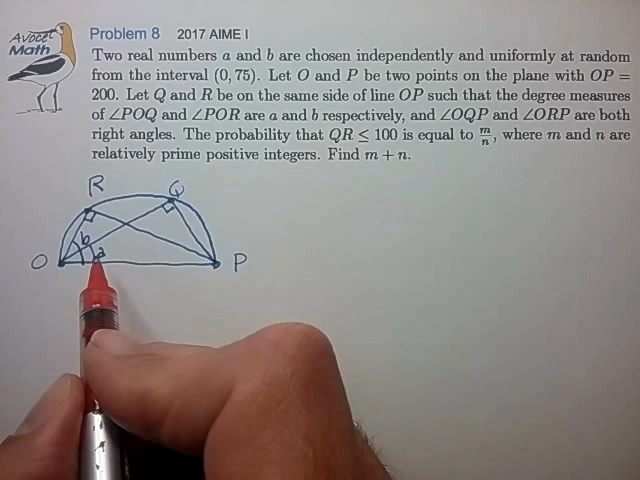 Avocet
Math
Problem 8 2017 AIME I
Two real numbers a and b are chosen independently and uniformly at random
from the interval (0, 75). Let O and P be two points on the plane with OP =
200. Let Q and R be on the same side of line OP such that the degree measures
of ∠POQ and ∠POR are a and b respectively, and ∠OQP and ∠ORP are both
right angles. The probability that QR ≤ 100 is equal to m/n, where m and n are
relatively prime positive integers. Find m + n.
R Q
b
a
O P